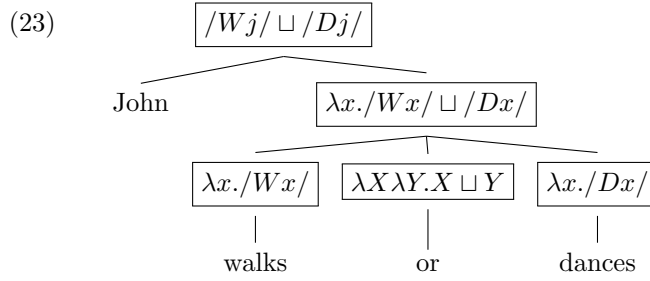 (23)
/Wj/ ⊔ /Dj/
John
λx./Wx/ ⊔ /Dx/
λx./Wx/ λXλY.X ⊔ Y λx./Dx/
walks or dances